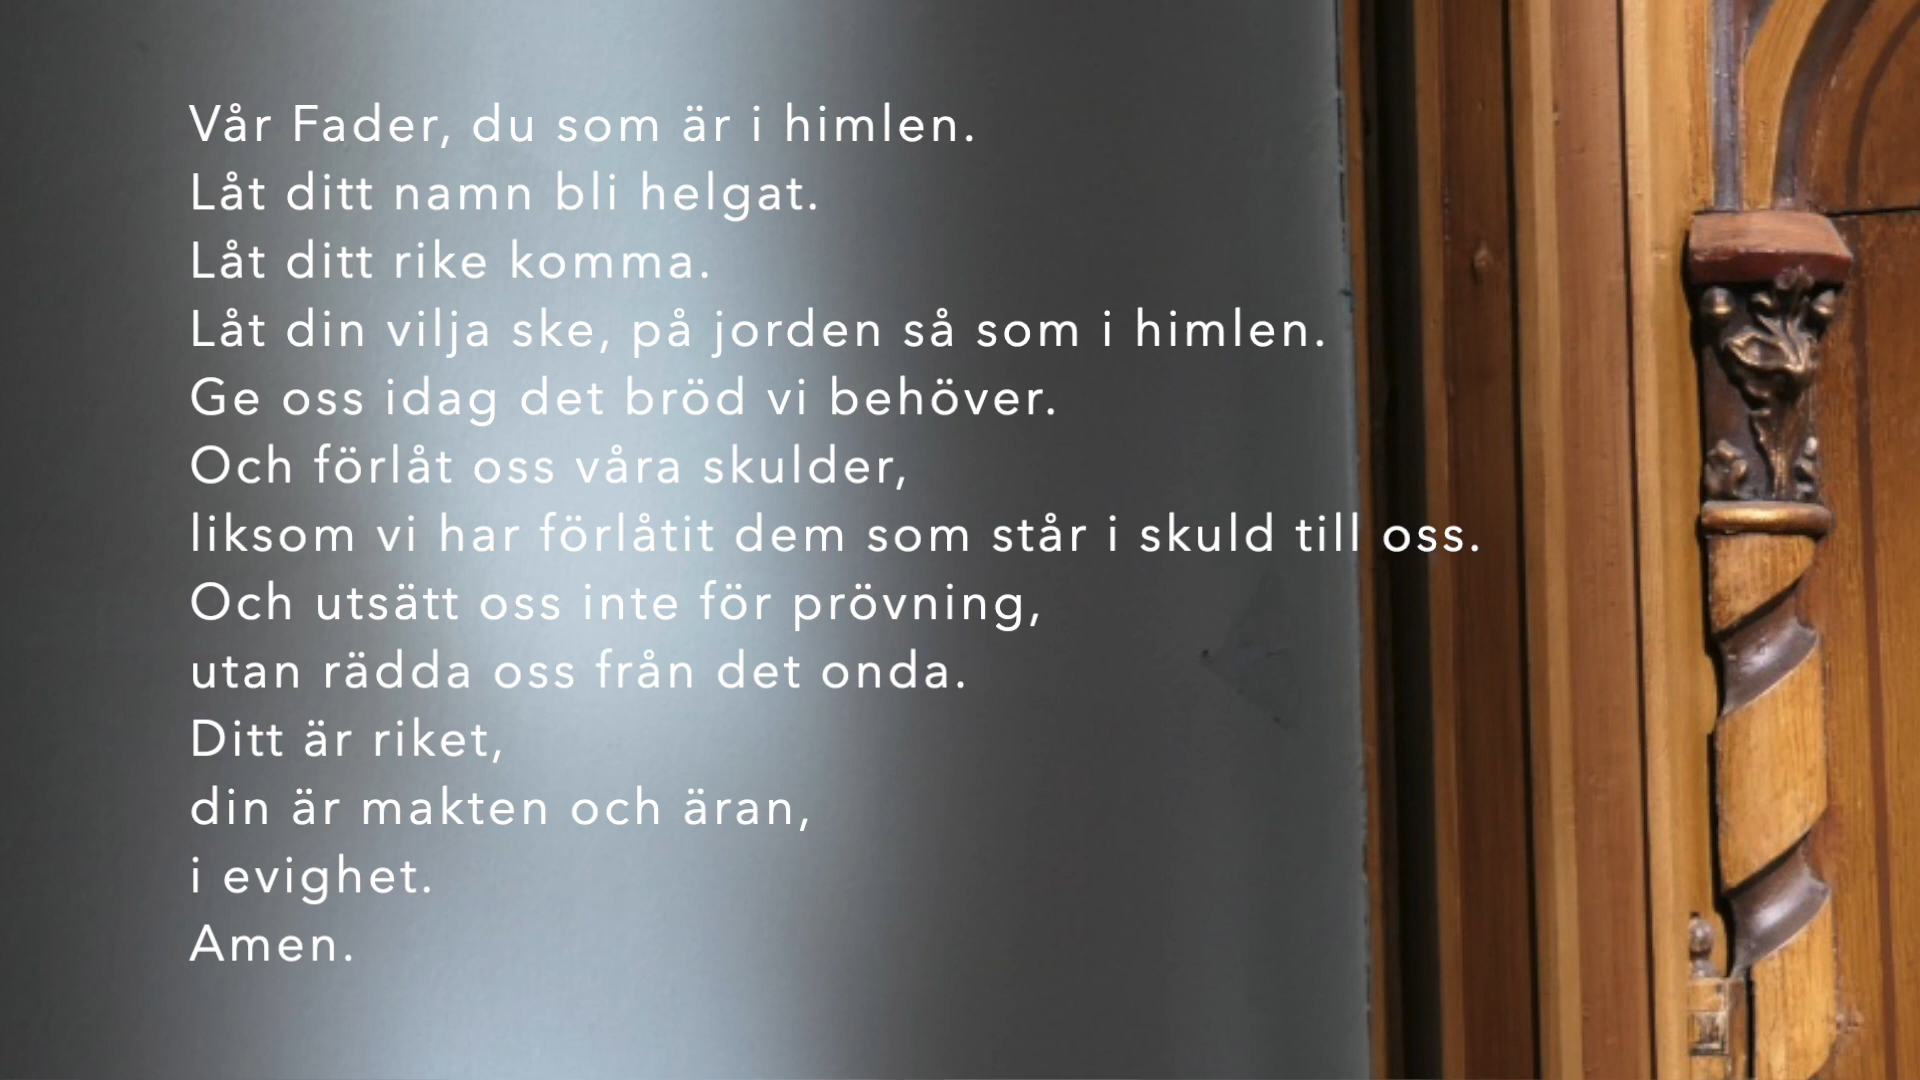 Vår Fader, du som är i himlen.
Låt ditt namn bli helgat.
Låt ditt rike komma.
Låt din vilja ske, på jorden så som i himlen.
Ge oss idag det bröd vi behöver.
Och förlåt oss våra skulder,
liksom vi har förlåtit dem som står i skuld till oss.
Och utsätt oss inte för prövning,
utan rädda oss från det onda.
Ditt är riket,
din är makten och äran,
i evighet.
Amen.